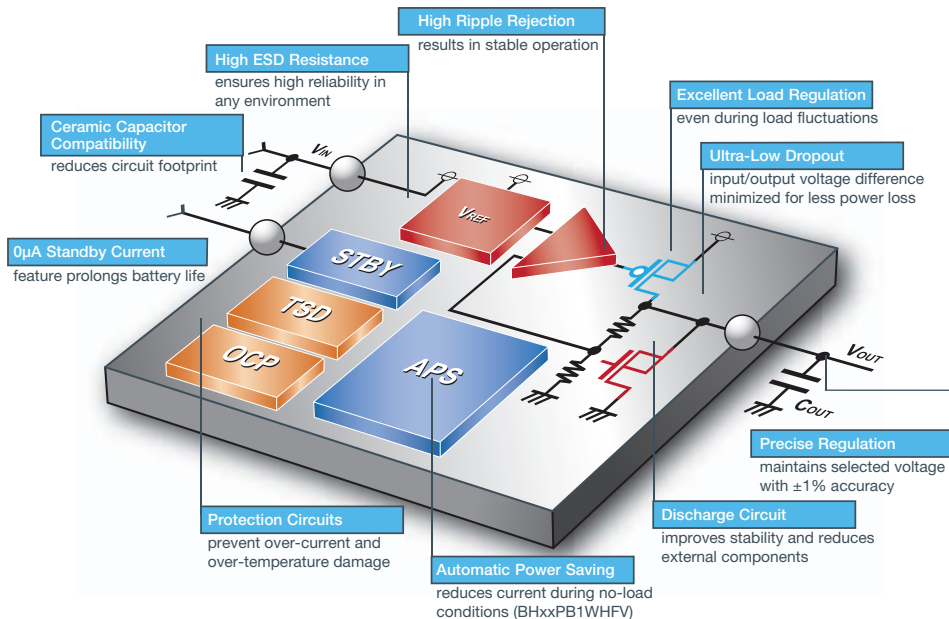 High Ripple Rejection
results in stable operation
High ESD Resistance
ensures high reliability in
any environment
Excellent Load Regulation
even during load fluctuations
Ceramic Capacitor
Compatibility
reduces circuit footprint
Ultra-Low Dropout
input/output voltage difference
minimized for less power loss
0µA Standby Current
feature prolongs battery life
VIN
VREF
STBY
TSD
OCP
APS
VOUT
COUT
Precise Regulation
maintains selected voltage
with ±1% accuracy
Discharge Circuit
improves stability and reduces
external components
Protection Circuits
prevent over-current and
over-temperature damage
Automatic Power Saving
reduces current during no-load
conditions (BHxxPB1WHFV)